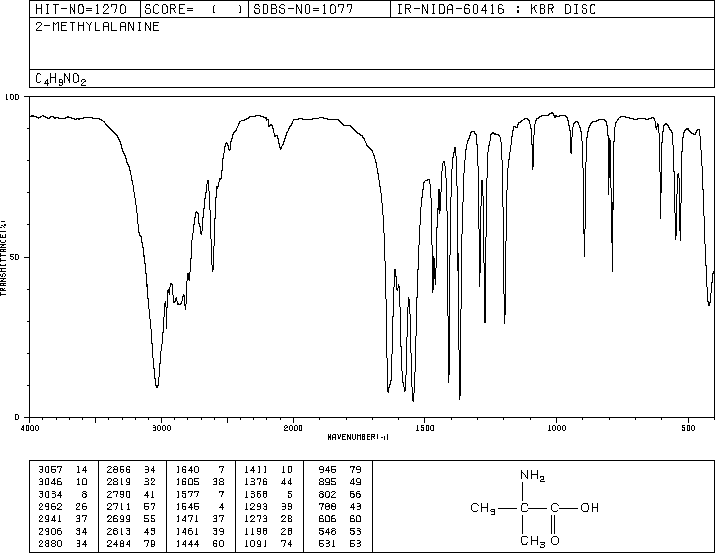 HIT-NO=1270 SCORE= ( ) SDBS-NO=1077 IR-NIDA-60416 : KBR DISC
2-METHYLALANINE
C4H9NO2
100
TRANSMITTANCE(%)
50
0
4000 3000 2000 1500 1000 500
WAVENUMBER(-1)
3067 14 2866 34 1640 7 1411 10 945 79
3046 10 2819 32 1605 38 1376 44 895 49
3034 8 2790 41 1577 7 1368 5 802 66
2962 26 2711 57 1545 4 1293 39 788 43
2941 37 2699 55 1471 37 1273 28 606 60
2906 34 2613 43 1461 39 1198 28 548 53
2880 34 2484 79 1444 60 1091 74 531 53
NH2
CH3 C C OH
CH3 O